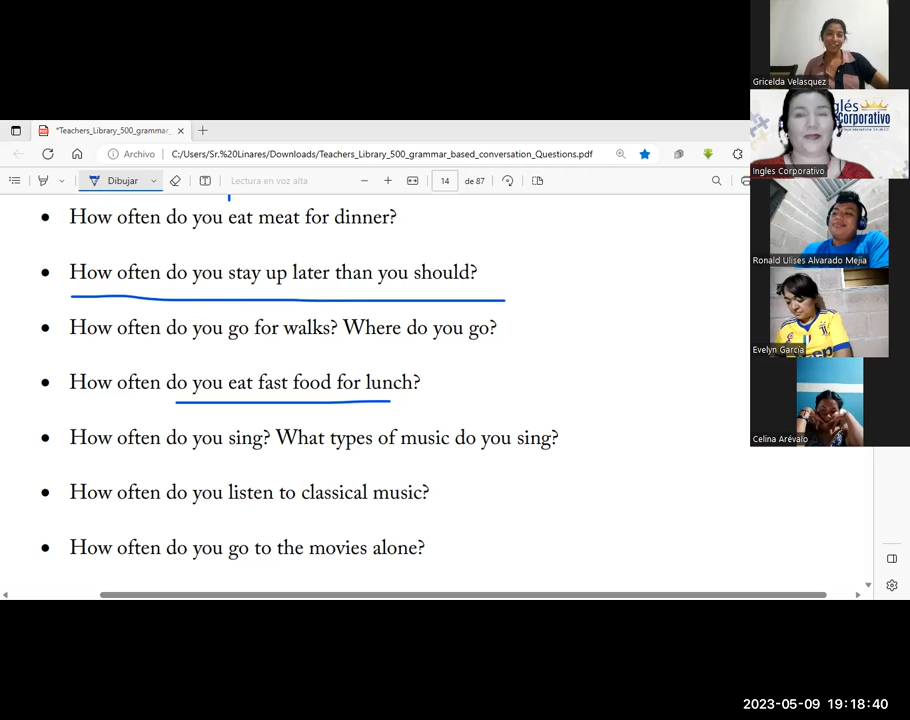 Gricelda Velasquez
glés
Corporativo
Ingles Corporativo
Ronald Ulises Alvarado Mejia
Evelyn García
Celina Arévalo
*Teachers_Library_500_grammar_
Archivo
C:/Users/Sr.%20Linares/Downloads/Teachers_Library_500_grammar_based_conversation_Questions.pdf
Dibujar
Lectura en voz alta
14 de 87
• How often do you eat meat for dinner?
• How often do you stay up later than you should?
• How often do you go for walks? Where do you go?
• How often do you eat fast food for lunch?
• How often do you sing? What types of music do you sing?
• How often do you listen to classical music?
• How often do you go to the movies alone?
2023-05-09 19:18:40